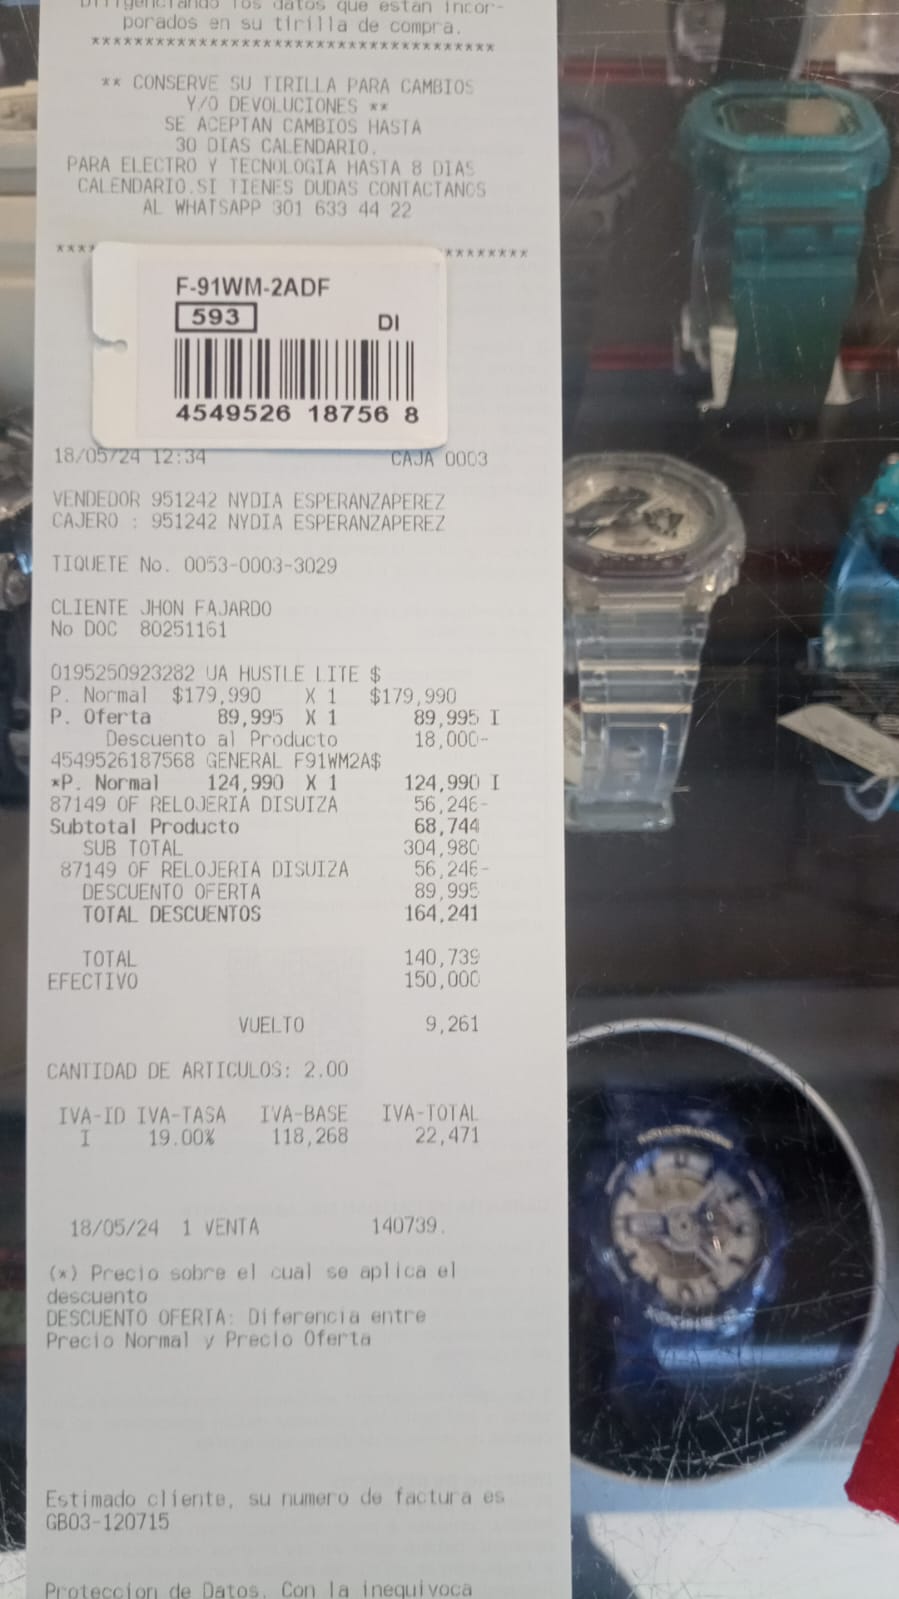 Diligenciando los datos que estan incor-
porados en su tirilla de compra.
*************************************
** CONSERVE SU TIRILLA PARA CAMBIOS
Y/O DEVOLUCIONES **
SE ACEPTAN CAMBIOS HASTA
30 DIAS CALENDARIO.
PARA ELECTRO Y TECNOLOGIA HASTA 8 DIAS
CALENDARIO.SI TIENES DUDAS CONTACTANOS
AL WHATSAPP 301 633 44 22
**** ********
F-91WM-2ADF
593
DI
4549526 18756 8
18/05/24 12:34 CAJA 0003
VENDEDOR 951242 NYDIA ESPERANZAPEREZ
CAJERO : 951242 NYDIA ESPERANZAPEREZ
TIQUETE No. 0053-0003-3029
CLIENTE JHON FAJARDO
No DOC 80251161
0195250923282 UA HUSTLE LITE $
P. Normal $179,990 X 1 $179,990
P. Oferta 89,995 X 1 89,995 I
Descuento al Producto 18,000-
4549526187568 GENERAL F91WM2A$
*P. Normal 124,990 X 1 124,990 I
87149 OF RELOJERIA DISUIZA 56,246-
Subtotal Producto 68,744
SUB TOTAL 304,980
87149 OF RELOJERIA DISUIZA 56,246-
DESCUENTO OFERTA 89,995
TOTAL DESCUENTOS 164,241
TOTAL 140,739
EFECTIVO 150,000
VUELTO 9,261
CANTIDAD DE ARTICULOS: 2.00
IVA-ID IVA-TASA IVA-BASE IVA-TOTAL
I 19.00% 118,268 22,471
18/05/24 1 VENTA 140739.
(*) Precio sobre el cual se aplica el
descuento
DESCUENTO OFERTA: Diferencia entre
Precio Normal y Precio Oferta
Estimado cliente, su numero de factura es
GB03-120715
Proteccion de Datos. Con la inequivoca